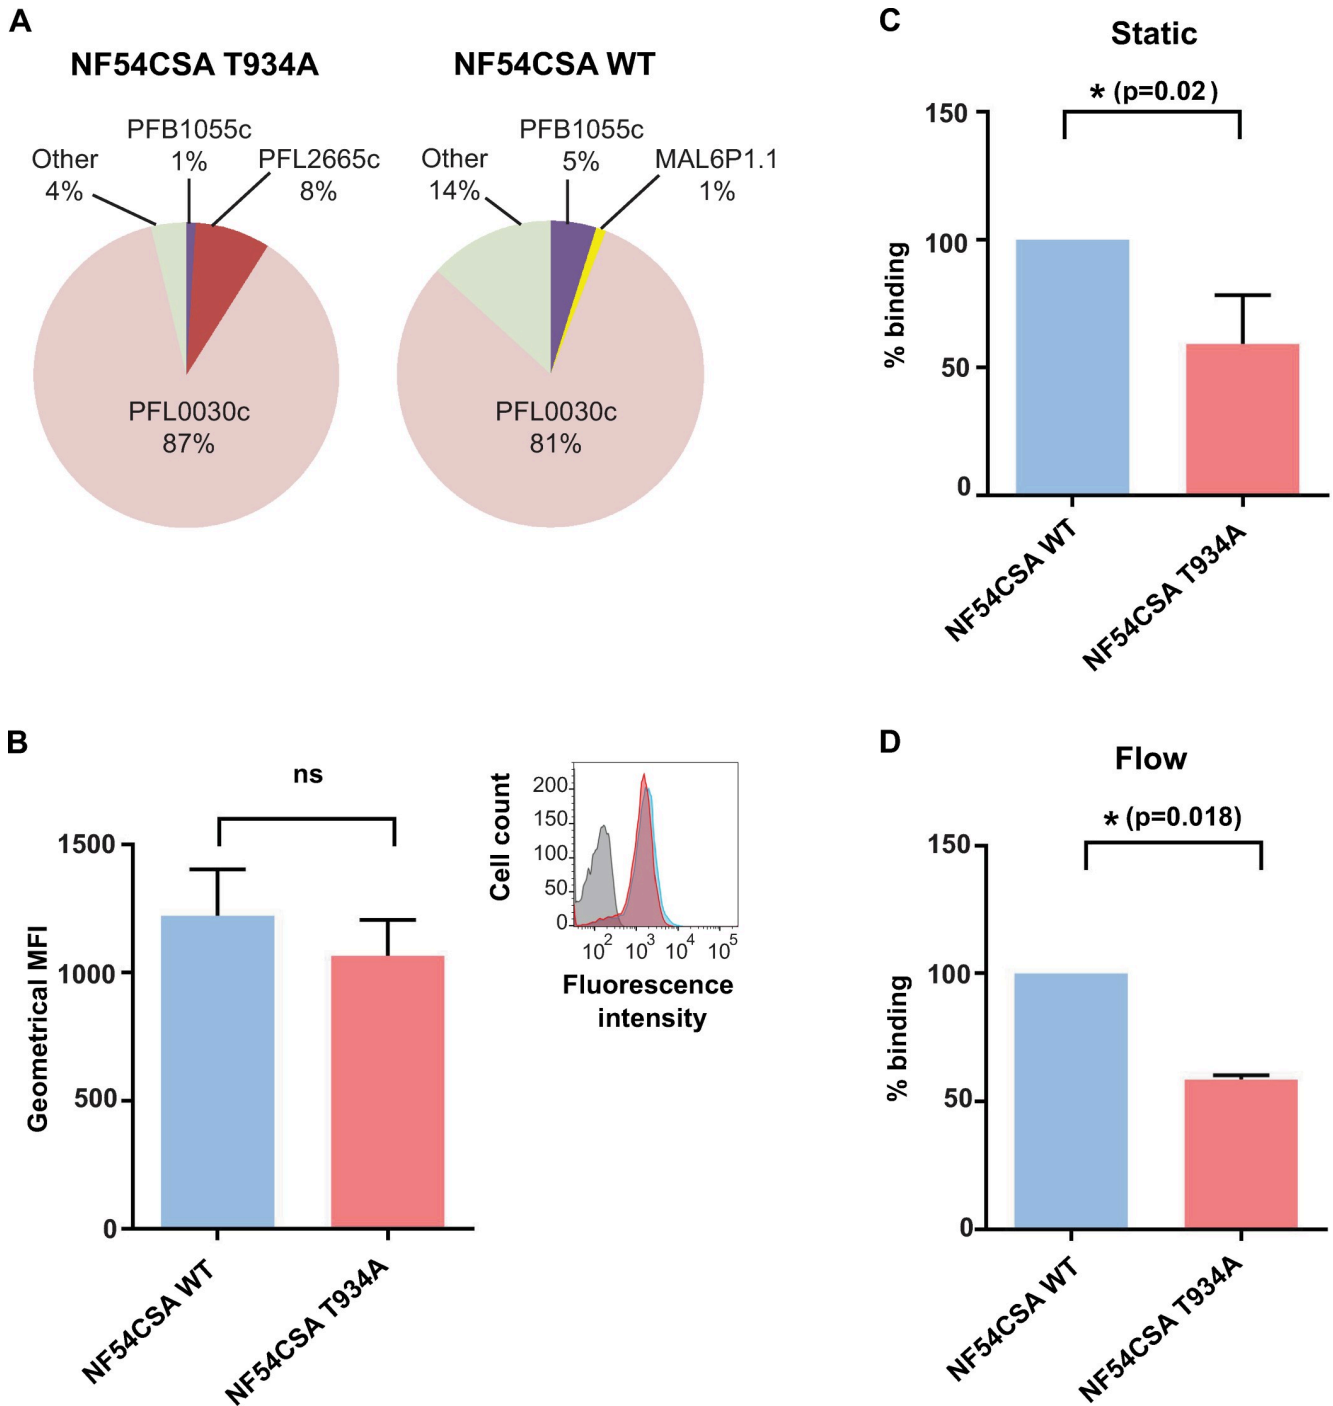 A
NF54CSA T934A
NF54CSA WT
PFB1055c
1%
Other
4%
PFL2665c
8%
PFL0030c
87%
PFB1055c
5%
Other
14%
MAL6P1.1
1%
PFL0030c
81%
C
Static
* (p=0.02)
% binding
150
100
50
0
NF54CSA WT
NF54CSA T934A
B
ns
Geometrical MFI
1500
1000
500
0
NF54CSA WT
NF54CSA T934A
Cell count
200
150
100
50
0
10^2 10^3 10^4 10^5
Fluorescence
intensity
D
Flow
* (p=0.018)
% binding
150
100
50
0
NF54CSA WT
NF54CSA T934A